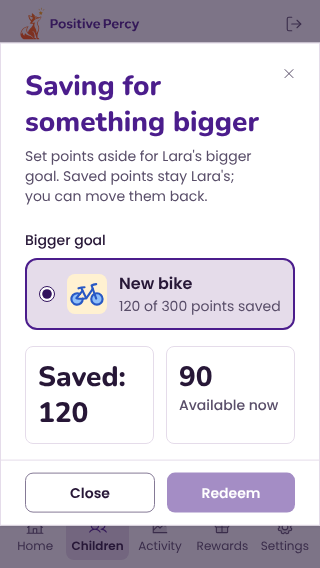 Positive Percy
Saving for
something bigger
Set points aside for Lara's bigger
goal. Saved points stay Lara's;
you can move them back.
Bigger goal
New bike
120 of 300 points saved
Saved:
120
90
Available now
Close
Redeem
Home
Children
Activity
Rewards
Settings